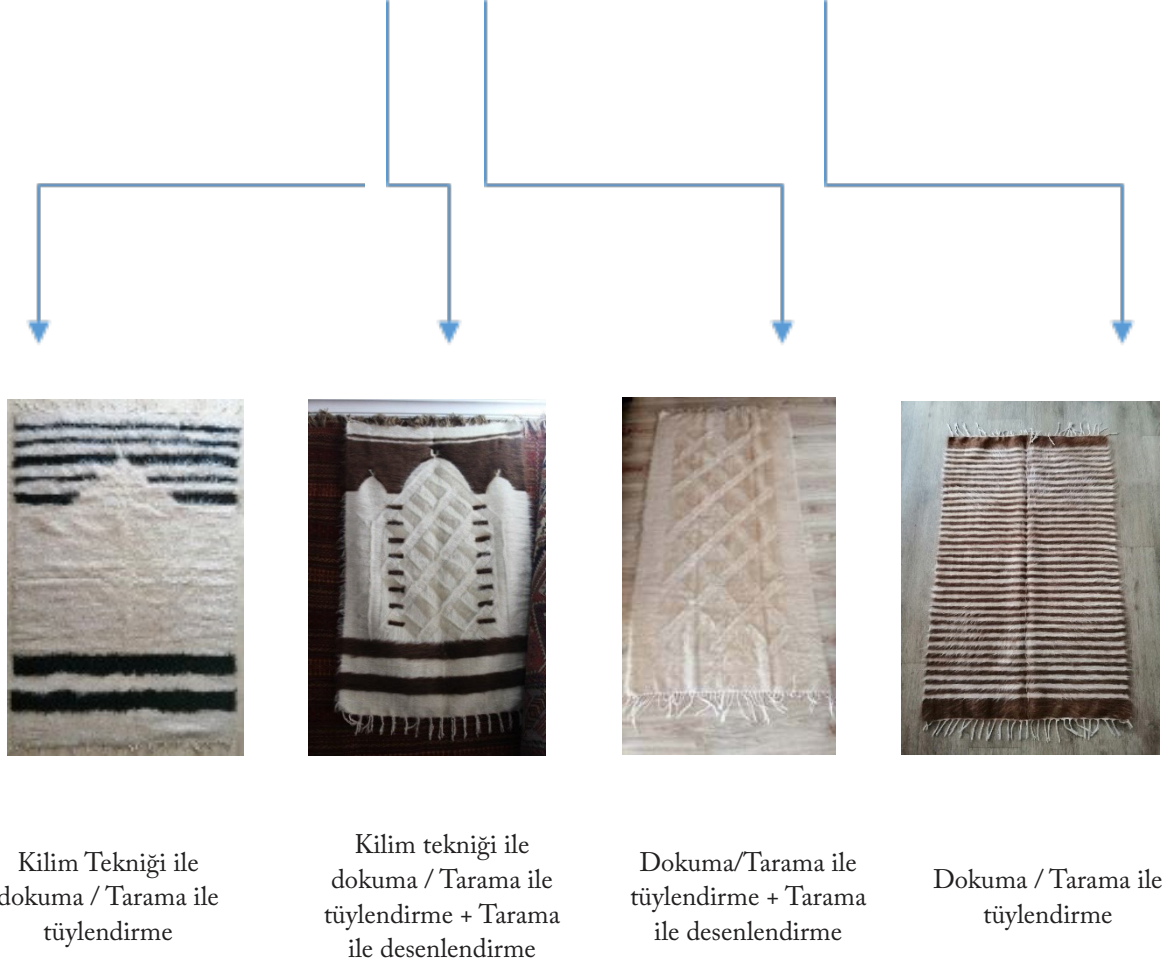 Kilim Tekniği ile
dokuma / Tarama ile
tüylendirme
Kilim tekniği ile
dokuma / Tarama ile
tüylendirme + Tarama
ile desenlendirme
Dokuma/Tarama ile
tüylendirme + Tarama
ile desenlendirme
Dokuma / Tarama ile
tüylendirme